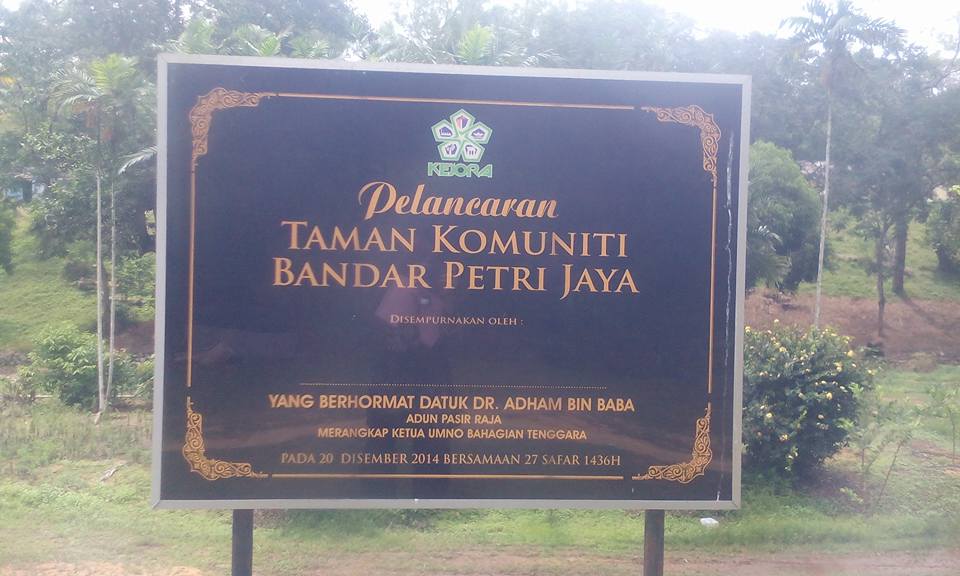 KEJORA
Pelancaran
TAMAN KOMUNITI
BANDAR PETRI JAYA
DISEMPURNAKAN OLEH :
YANG BERHORMAT DATUK DR. ADHAM BIN BABA
ADUN PASIR RAJA
MERANGKAP KETUA UMNO BAHAGIAN TENGGARA
PADA 20 DISEMBER 2014 BERSAMAAN 27 SAFAR 1436H